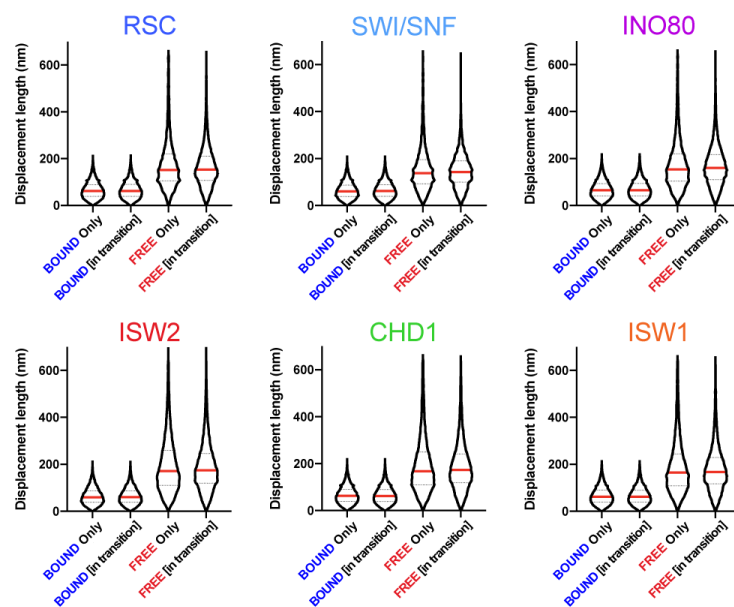 RSC
Displacement length (nm)
600
400
200
0
BOUND Only
BOUND [in transition]
FREE Only
FREE [in transition]
SWI/SNF
Displacement length (nm)
600
400
200
0
BOUND Only
BOUND [in transition]
FREE Only
FREE [in transition]
INO80
Displacement length (nm)
600
400
200
0
BOUND Only
BOUND [in transition]
FREE Only
FREE [in transition]
ISW2
Displacement length (nm)
600
400
200
0
BOUND Only
BOUND [in transition]
FREE Only
FREE [in transition]
CHD1
Displacement length (nm)
600
400
200
0
BOUND Only
BOUND [in transition]
FREE Only
FREE [in transition]
ISW1
Displacement length (nm)
600
400
200
0
BOUND Only
BOUND [in transition]
FREE Only
FREE [in transition]